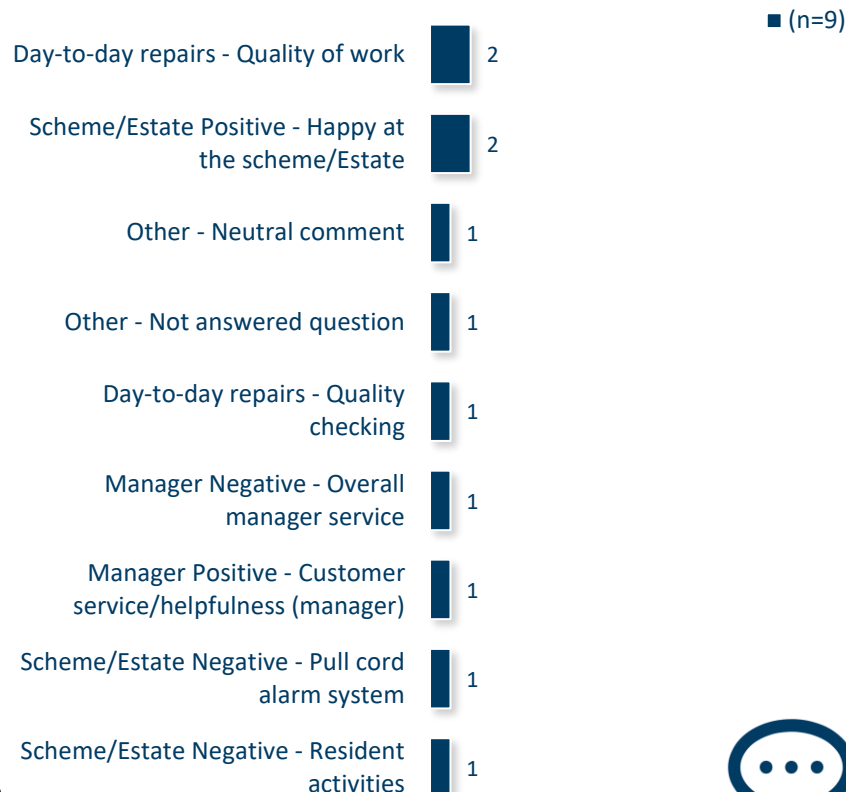 ■ (n=9)
Day-to-day repairs - Quality of work 2
Scheme/Estate Positive - Happy at
the scheme/Estate 2
Other - Neutral comment 1
Other - Not answered question 1
Day-to-day repairs - Quality
checking 1
Manager Negative - Overall
manager service 1
Manager Positive - Customer
service/helpfulness (manager) 1
Scheme/Estate Negative - Pull cord
alarm system 1
Scheme/Estate Negative - Resident
activities 1